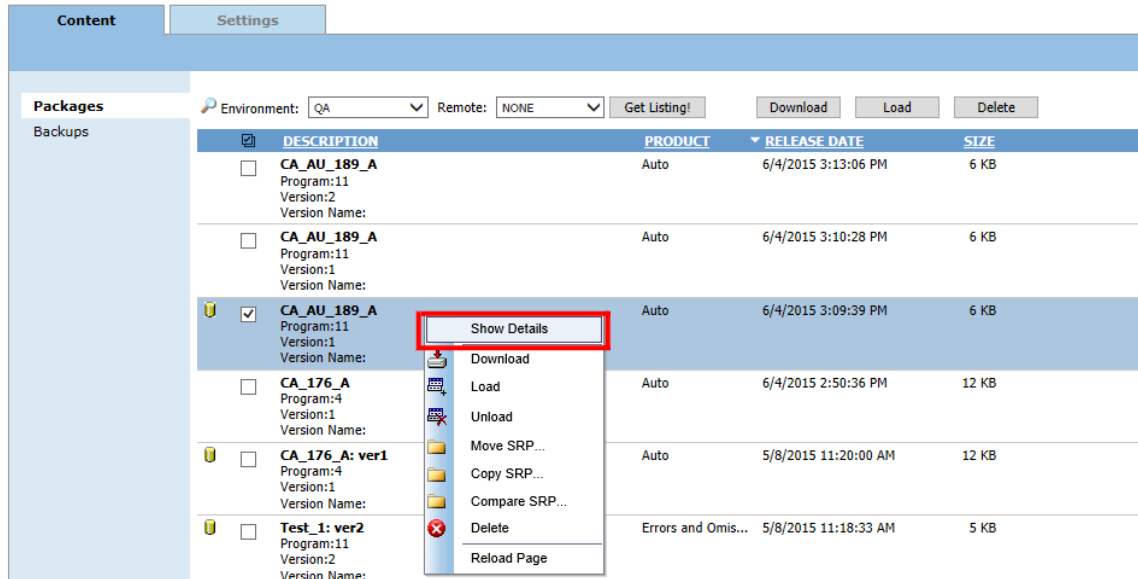 Content Settings
Packages
Backups
Environment: QA Remote: NONE Get Listing! Download Load Delete
DESCRIPTION PRODUCT RELEASE DATE SIZE
CA_AU_189_A Auto 6/4/2015 3:13:06 PM 6 KB
Program:11
Version:2
Version Name:
CA_AU_189_A Auto 6/4/2015 3:10:28 PM 6 KB
Program:11
Version:1
Version Name:
CA_AU_189_A Auto 6/4/2015 3:09:39 PM 6 KB
Program:11
Version:1
Version Name:
Show Details
Download
Load
Unload
Move SRP...
Copy SRP...
Compare SRP...
Delete
Reload Page
CA_176_A Auto 6/4/2015 2:50:36 PM 12 KB
Program:4
Version:1
Version Name:
CA_176_A: ver1 Auto 5/8/2015 11:20:00 AM 12 KB
Program:4
Version:1
Version Name:
Test_1: ver2 Errors and Omis... 5/8/2015 11:18:33 AM 5 KB
Program:11
Version:2
Version Name: